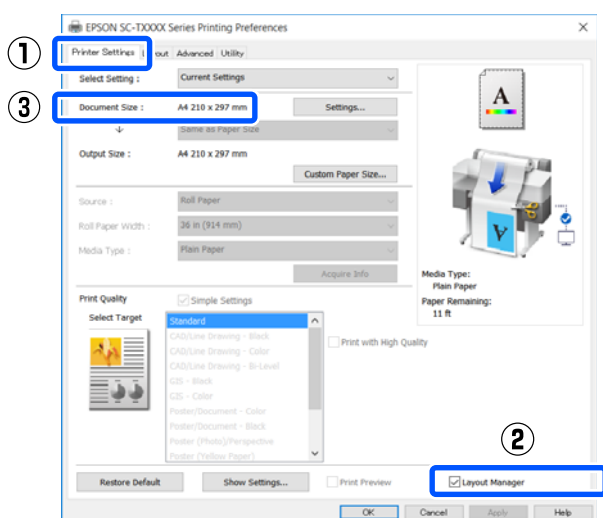 EPSON SC-TXXXX Series Printing Preferences
① Printer Settings Advanced Utility
Select Setting : Current Settings
③ Document Size : A4 210 x 297 mm Settings...
Same as Paper Size
Output Size : A4 210 x 297 mm
Custom Paper Size...
Source : Roll Paper
Roll Paper Width : 36 in (914 mm)
Media Type : Plain Paper
Acquire Info
A
A
Media Type:
Plain Paper
Paper Remaining:
11 ft
Print Quality Simple Settings
Select Target
Standard
CAD/Line Drawing - Black
CAD/Line Drawing - Color
CAD/Line Drawing - Bi-Level
GIS - Black
GIS - Color
Poster/Document - Color
Poster/Document - Black
Poster (Photo)/Perspective
Poster (Yellow Paper)
Print with High Quality
②
Restore Default Show Settings... Print Preview Layout Manager
OK Cancel Apply Help